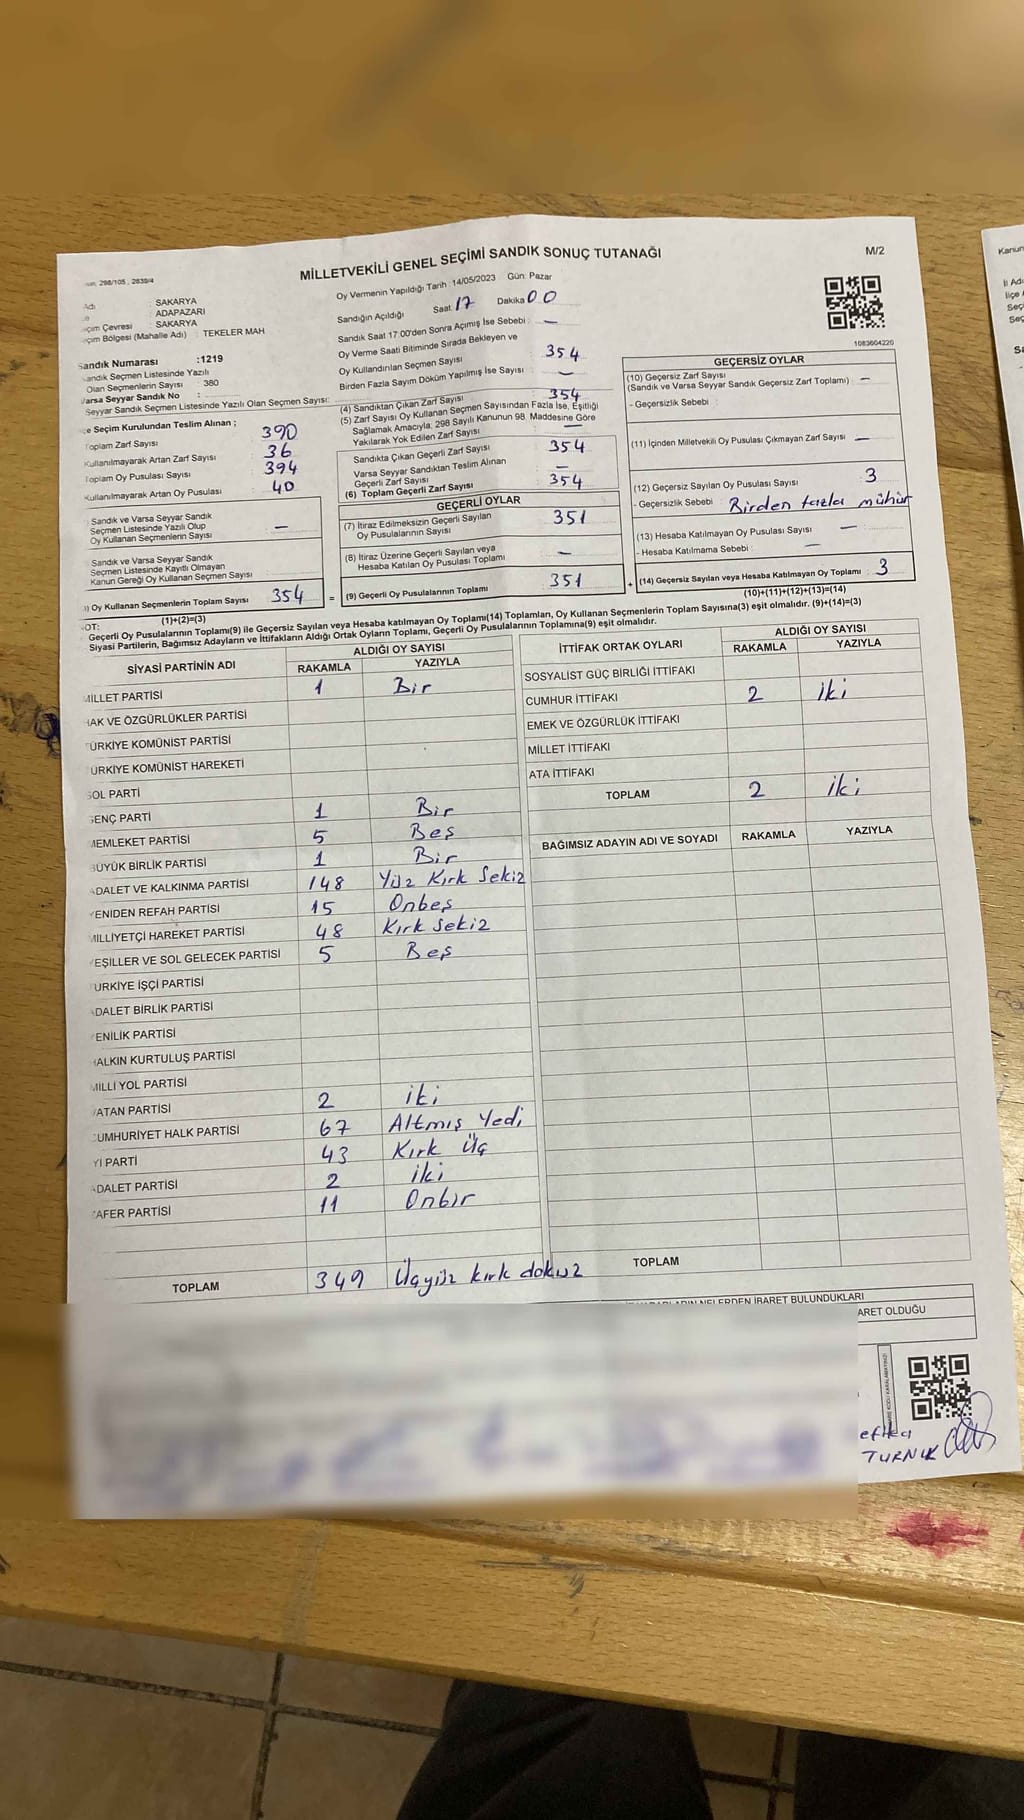 MİLLETVEKİLİ GENEL SEÇİMİ SANDIK SONUÇ TUTANAĞI
M/2
298/105 , 2839/4
Adı : SAKARYA
ADAPAZARI
Çevresi SAKARYA
Bölgesi (Mahalle Adı) : TEKELER MAH
Sandık Numarası :1219
Sandık Seçmen Listesinde Yazılı
Olan Seçmenlerin Sayısı : 380
Varsa Seyyar Sandık No :
Seyyar Sandık Seçmen Listesinde Yazılı Olan Seçmen Sayısı:
Seçim Kurulundan Teslim Alınan ;
Toplam Zarf Sayısı 390
Kullanılmayarak Artan Zarf Sayısı 36
Toplam Oy Pusulası Sayısı 394
Kullanılmayarak Artan Oy Pusulası 40
Sandık ve Varsa Seyyar Sandık
Seçmen Listesinde Yazılı Olup
Oy Kullanan Seçmenlerin Sayısı : –
Sandık ve Varsa Seyyar Sandık
Seçmen Listesinde Kayıtlı Olmayan
Kanun Gereği Oy Kullanan Seçmen Sayısı : –
Oy Kullanan Seçmenlerin Toplam Sayısı 354 =
(1)+(2)=(3)
Oy Vermenin Yapıldığı Tarih :14/05/2023 Gün: Pazar
Sandığın Açıldığı Saat 17 Dakika 00
Sandık Saat 17:00'den Sonra Açımış İse Sebebi : –
Oy Verme Saati Bitiminde Sırada Bekleyen ve
Oy Kullandırılan Seçmen Sayısı 354
Birden Fazla Sayım Döküm Yapılmış İse Sayısı : –
(4) Sandıktan Çıkan Zarf Sayısı 354
(5) Zarf Sayısı Oy Kullanan Seçmen Sayısından Fazla İse, Eşitliği
Sağlamak Amacıyla; 298 Sayılı Kanunun 98. Maddesine Göre
Yakılarak Yok Edilen Zarf Sayısı –
Sandıkta Çıkan Geçerli Zarf Sayısı 354
Varsa Seyyar Sandıktan Teslim Alınan
Geçerli Zarf Sayısı –
(6) Toplam Geçerli Zarf Sayısı 354
GEÇERLİ OYLAR
(7) İtiraz Edilmeksizin Geçerli Sayılan
Oy Pusulalarının Sayısı 351
(8) İtiraz Üzerine Geçerli Sayılan veya
Hesaba Katılan Oy Pusulası Toplamı –
(9) Geçerli Oy Pusulalarının Toplamı 351 +
1083604220
GEÇERSİZ OYLAR
(10) Geçersiz Zarf Sayısı
(Sandık ve Varsa Seyyar Sandık Geçersiz Zarf Toplamı) –
- Geçersizlik Sebebi :
(11) İçinden Milletvekili Oy Pusulası Çıkmayan Zarf Sayısı –
(12) Geçersiz Sayılan Oy Pusulası Sayısı 3
- Geçersizlik Sebebi : Birden fazla mühür
(13) Hesaba Katılmayan Oy Pusulası Sayısı –
- Hesaba Katılmama Sebebi : –
(14) Geçersiz Sayılan veya Hesaba Katılmayan Oy Toplamı 3
(10)+(11)+(12)+(13)=(14)
NOT: Geçerli Oy Pusulalarının Toplamı(9) ile Geçersiz Sayılan veya Hesaba katılmayan Oy Toplamı(14) Toplamları, Oy Kullanan Seçmenlerin Toplam Sayısına(3) eşit olmalıdır. (9)+(14)=(3)
Siyasi Partilerin, Bağımsız Adayların ve İttifakların Aldığı Ortak Oyların Toplamı, Geçerli Oy Pusulalarının Toplamına(9) eşit olmalıdır.
SİYASİ PARTİNİN ADI ALDIĞI OY SAYISI
RAKAMLA YAZIYLA
MİLLET PARTİSİ 1 Bir
HAK VE ÖZGÜRLÜKLER PARTİSİ
TÜRKİYE KOMÜNİST PARTİSİ
TÜRKİYE KOMÜNİST HAREKETİ
SOL PARTİ
GENÇ PARTİ 1 Bir
MEMLEKET PARTİSİ 5 Beş
BÜYÜK BİRLİK PARTİSİ 1 Bir
ADALET VE KALKINMA PARTİSİ 148 Yüz Kırk Sekiz
YENİDEN REFAH PARTİSİ 15 Onbeş
MİLLİYETÇİ HAREKET PARTİSİ 48 Kırk Sekiz
YEŞİLLER VE SOL GELECEK PARTİSİ 5 Beş
TÜRKİYE İŞÇİ PARTİSİ
ADALET BİRLİK PARTİSİ
YENİLİK PARTİSİ
HALKIN KURTULUŞ PARTİSİ
MİLLİ YOL PARTİSİ
VATAN PARTİSİ 2 iki
CUMHURİYET HALK PARTİSİ 67 Altmış Yedi
İYİ PARTİ 43 Kırk Üç
ADALET PARTİSİ 2 iki
ZAFER PARTİSİ 11 Onbir
TOPLAM 349 Üçyüz kırk dokuz
İTTİFAK ORTAK OYLARI ALDIĞI OY SAYISI
RAKAMLA YAZIYLA
SOSYALİST GÜÇ BİRLİĞİ İTTİFAKI
CUMHUR İTTİFAKI 2 iki
EMEK VE ÖZGÜRLÜK İTTİFAKI
MİLLET İTTİFAKI
ATA İTTİFAKI
TOPLAM 2 iki
BAĞIMSIZ ADAYIN ADI VE SOYADI RAKAMLA YAZIYLA
TOPLAM
NELERDEN İBARET BULUNDUKLARI
ARET OLDUĞU
TURNUK
Kanun
İl Adı
İlçe
Seç
Seç